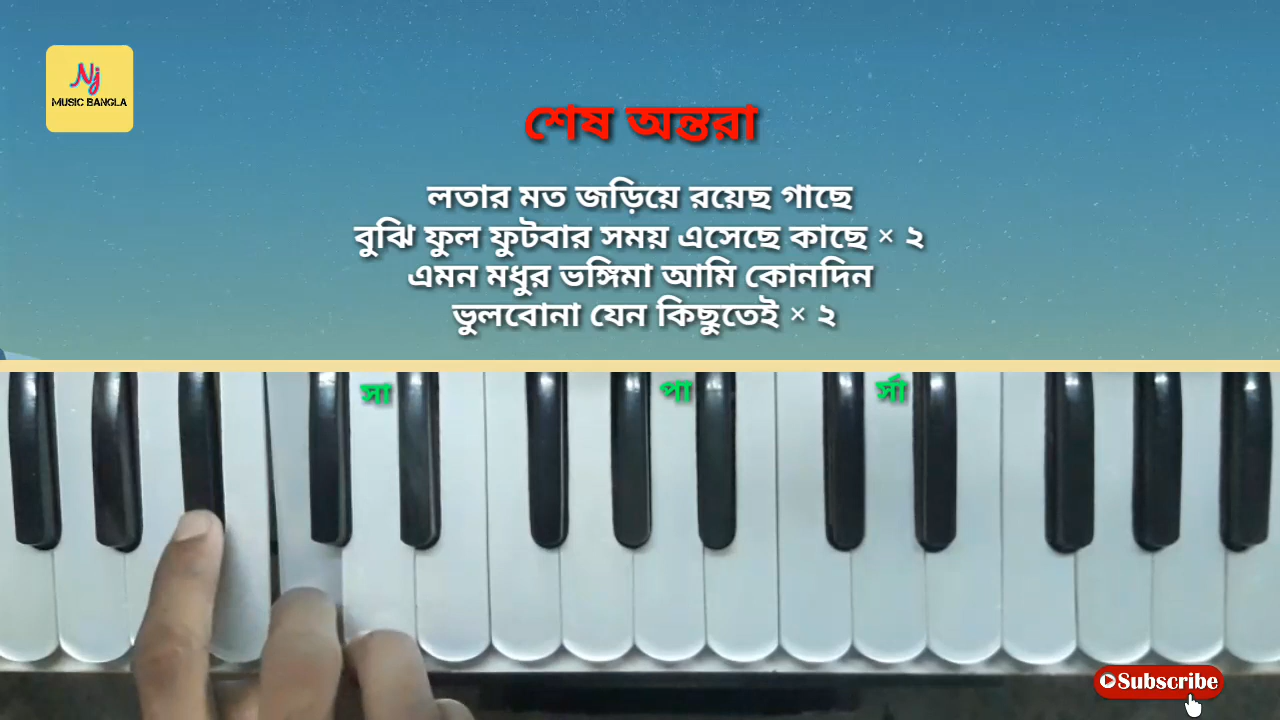 Nj
MUSIC BANGLA
শেষ অন্তরা
লতার মত জড়িয়ে রয়েছ গাছে
বুঝি ফুল ফুটবার সময় এসেছে কাছে × ২
এমন মধুর ভঙ্গিমা আমি কোনদিন
ভুলবোনা যেন কিছুতেই × ২
সা পা র্সা
Subscribe